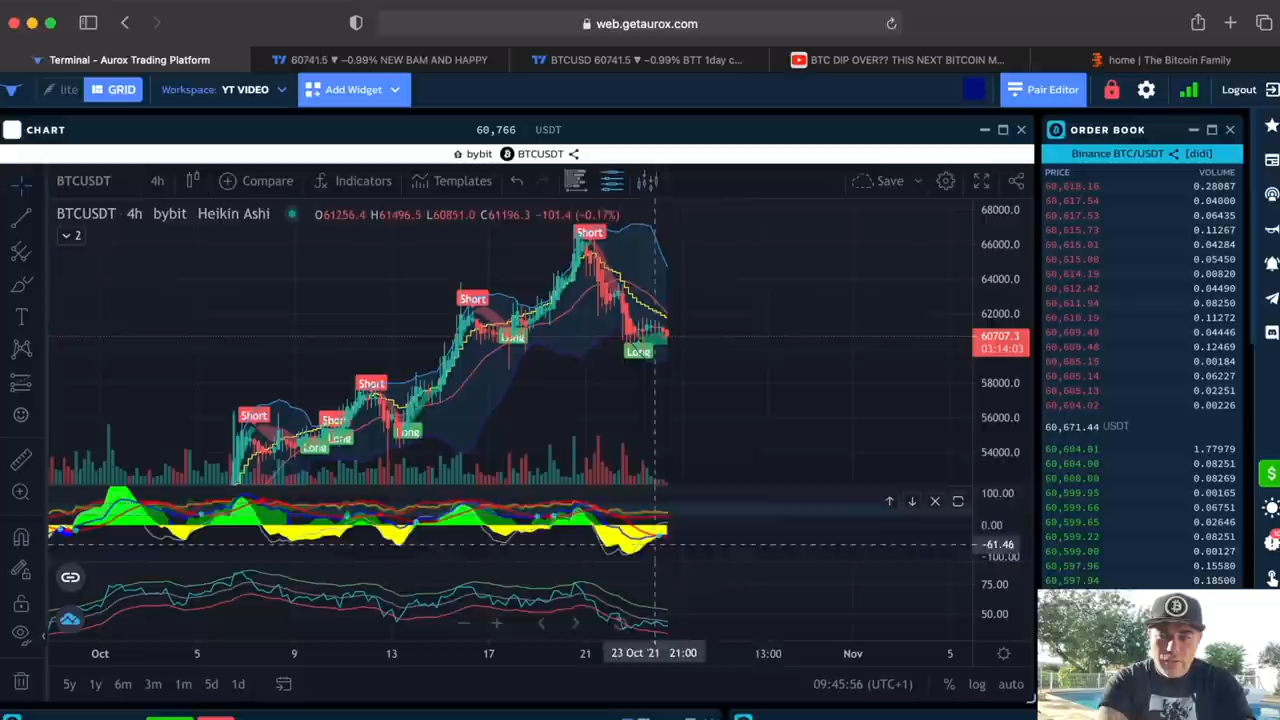 web.getaurox.com
Terminal - Aurox Trading Platform
60741.5 ▼ −0.99% NEW BAM AND HAPPY
BTCUSD 60741.5 ▼ −0.99% BTT 1day c...
BTC DIP OVER?? THIS NEXT BITCOIN M...
home | The Bitcoin Family
lite
GRID
Workspace: YT VIDEO
Add Widget
Pair Editor
Logout
CHART
60,766 USDT
bybit BTCUSDT
BTCUSDT 4h Compare Indicators Templates Save
BTCUSDT · 4h · bybit Heikin Ashi O61256.4 H61496.5 L60851.0 C61196.3 −101.4 (−0.17%)
2
Short
Short
Long
Long
Short
Short
Short
Long
Long
Long
68000.0
66000.0
64000.0
62000.0
60707.3
03:14:03
58000.0
56000.0
54000.0
100.00
0.00
-61.46
-100.00
75.00
50.00
Oct 5 9 13 17 21 23 Oct '21 21:00 13:00 Nov 5
5y 1y 6m 3m 1m 5d 1d
09:45:56 (UTC+1) % log auto
ORDER BOOK
Binance BTC/USDT [didi]
PRICE VOLUME
60,618.16 0.28087
60,617.54 0.04000
60,617.53 0.06435
60,615.73 0.11267
60,615.01 0.04284
60,615.00 0.05450
60,614.19 0.00820
60,612.42 0.04490
60,611.94 0.08250
60,610.19 0.11272
60,609.49 0.04446
60,609.48 0.12469
60,605.15 0.00184
60,605.14 0.06227
60,605.13 0.02251
60,604.02 0.00226
60,671.44 USDT
60,604.01 1.77979
60,604.00 0.08251
60,600.00 0.08269
60,599.95 0.00165
60,599.66 0.06751
60,599.65 0.02646
60,599.22 0.08251
60,599.00 0.00127
60,597.96 0.15580
60,597.94 0.18500